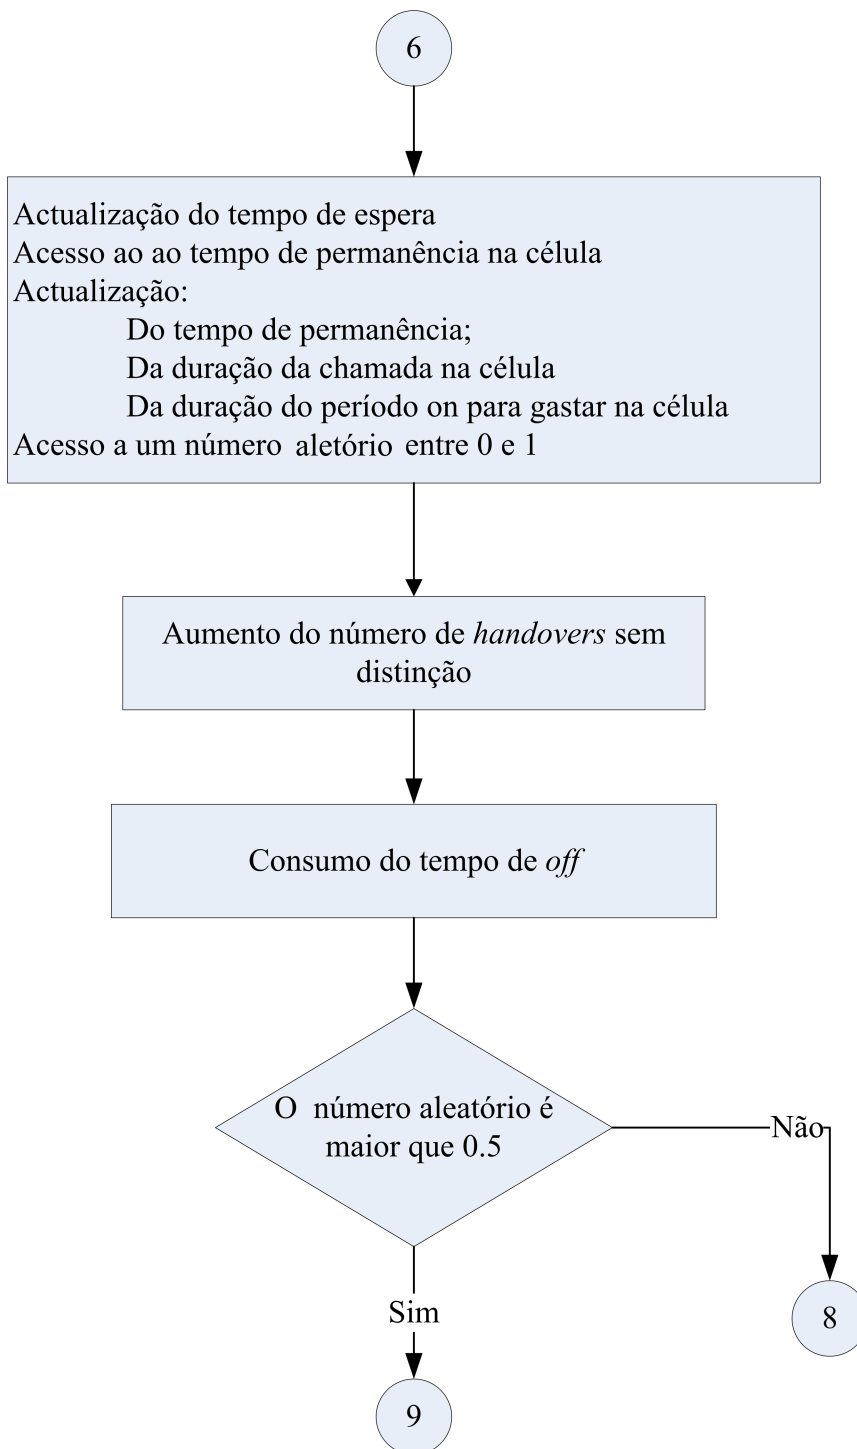 6
Actualização do tempo de espera
Acesso ao ao tempo de permanência na célula
Actualização:
Do tempo de permanência;
Da duração da chamada na célula
Da duração do período on para gastar na célula
Acesso a um número aletório entre 0 e 1
Aumento do número de handovers sem
distinção
Consumo do tempo de off
O número aleatório é
maior que 0.5
Não
Sim
8
9